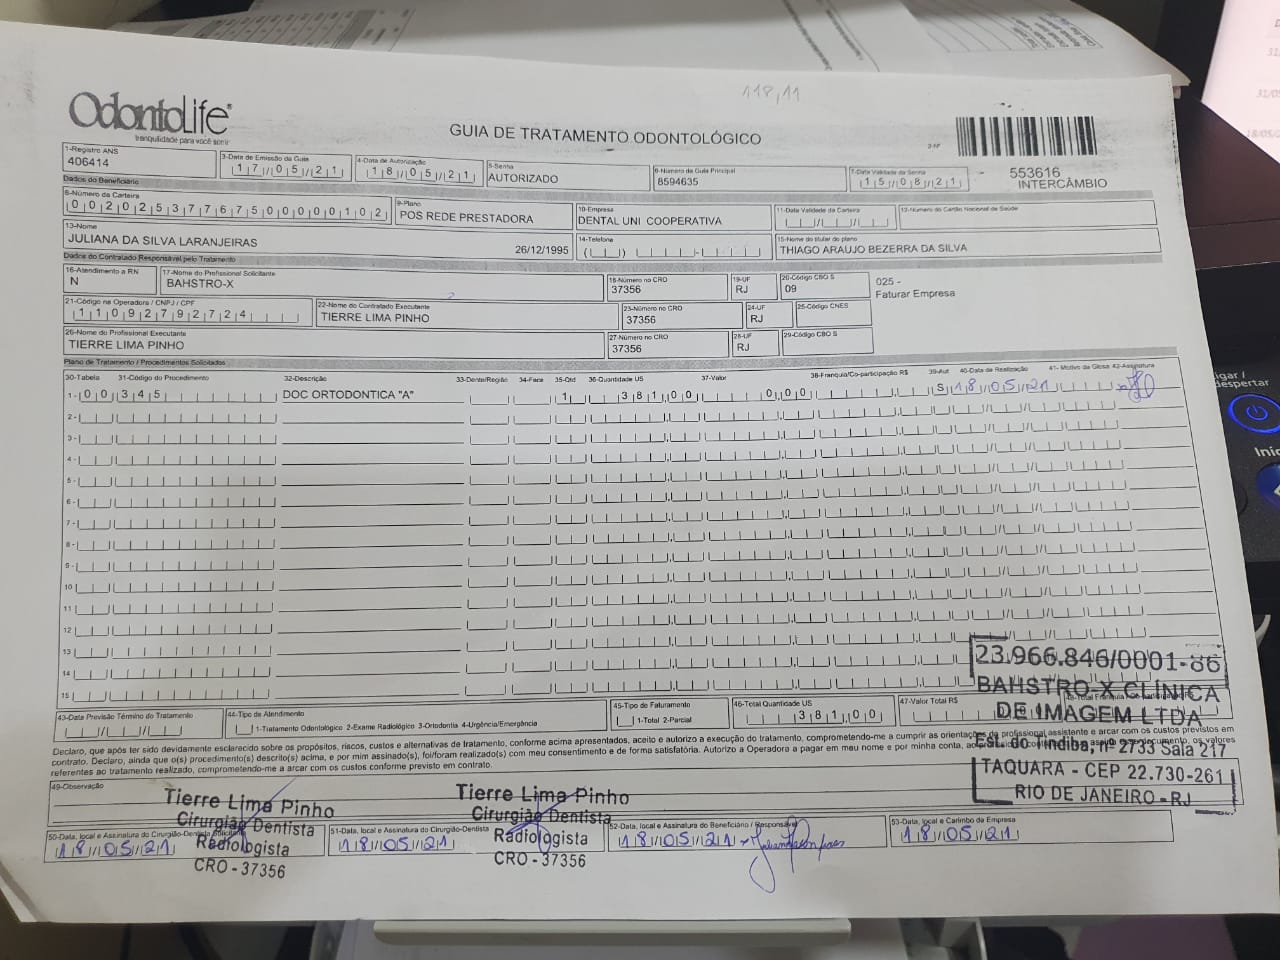 118,11
OdontoLife®
tranquilidade para você sorrir
GUIA DE TRATAMENTO ODONTOLÓGICO
2-Nº
553616
INTERCÂMBIO
1-Registro ANS
406414
3-Data de Emissão da Guia
17/05/21
4-Data de Autorização
18/05/21
5-Senha
AUTORIZADO
6-Número da Guia Principal
8594635
7-Data Validade da Senha
15/08/21
Dados do Beneficiário
8-Número da Carteira
00202537767500000102
9-Plano
POS REDE PRESTADORA
10-Empresa
DENTAL UNI COOPERATIVA
11-Data Validade da Carteira
12-Número do Cartão Nacional de Saúde
13-Nome
JULIANA DA SILVA LARANJEIRAS 26/12/1995
14-Telefone
15-Nome do titular do plano
THIAGO ARAUJO BEZERRA DA SILVA
Dados do Contratado Responsável pelo Tratamento
16-Atendimento a RN
N
17-Nome do Profissional Solicitante
BAHSTRO-X
18-Número no CRO
37356
19-UF
RJ
20-Código CBO S
09
025 -
Faturar Empresa
21-Código na Operadora / CNPJ / CPF
11092792724
22-Nome do Contratado Executante
TIERRE LIMA PINHO
23-Número no CRO
37356
24-UF
RJ
25-Código CNES
26-Nome do Profissional Executante
TIERRE LIMA PINHO
27-Número no CRO
37356
28-UF
RJ
29-Código CBO S
Plano de Tratamento / Procedimentos Solicitados
30-Tabela 31-Código do Procedimento 32-Descrição 33-Dente/Região 34-Face 35-Qtd 36-Quantidade US 37-Valor 38-Franquia/Co-participação R$ 39-Aut 40-Data de Realização 41- Motivo da Glosa 42-Assinatura
1- 00345 DOC ORTODONTICA "A" 1 381,00 0,00 S 18/05/21
2-
3-
4-
5-
6-
7-
8-
9-
10
11
12
13
14
15
43-Data Previsão Término do Tratamento
44-Tipo de Atendimento
1-Tratamento Odontológico 2-Exame Radiológico 3-Ortodontia 4-Urgência/Emergência
45-Tipo de Faturamento
1-Total 2-Parcial
46-Total Quantidade US
381,00
47-Valor Total R$
23.966.846/0001-86
BAHSTRO-X CLÍNICA
DE IMAGEM LTDA
Est. do Tindiba, nº 2733 Sala 217
TAQUARA - CEP 22.730-261
RIO DE JANEIRO - RJ
Declaro, que após ter sido devidamente esclarecido sobre os propósitos, riscos, custos e alternativas de tratamento, conforme acima apresentados, aceito e autorizo a execução do tratamento, comprometendo-me a cumprir as orientações do profissional assistente e arcar com os custos previstos em
contrato. Declaro, ainda que o(s) procedimento(s) descrito(s) acima, e por mim assinado(s), foi/foram realizado(s) com meu consentimento e de forma satisfatória. Autorizo a Operadora a pagar em meu nome e por minha conta, ao
referentes ao tratamento realizado, comprometendo-me a arcar com os custos conforme previsto em contrato.
49-Observação
Tierre Lima Pinho
Cirurgião Dentista
Radiologista
CRO - 37356
Tierre Lima Pinho
Cirurgião Dentista
Radiologista
CRO - 37356
50-Data, local e Assinatura do Cirurgião-Dentista Solicitante
18/05/21
51-Data, local e Assinatura do Cirurgião-Dentista
18/05/21
52-Data, local e Assinatura do Beneficiário / Responsável
18/05/21
53-Data, local e Carimbo da Empresa
18/05/21
igar /
despertar
Iníc